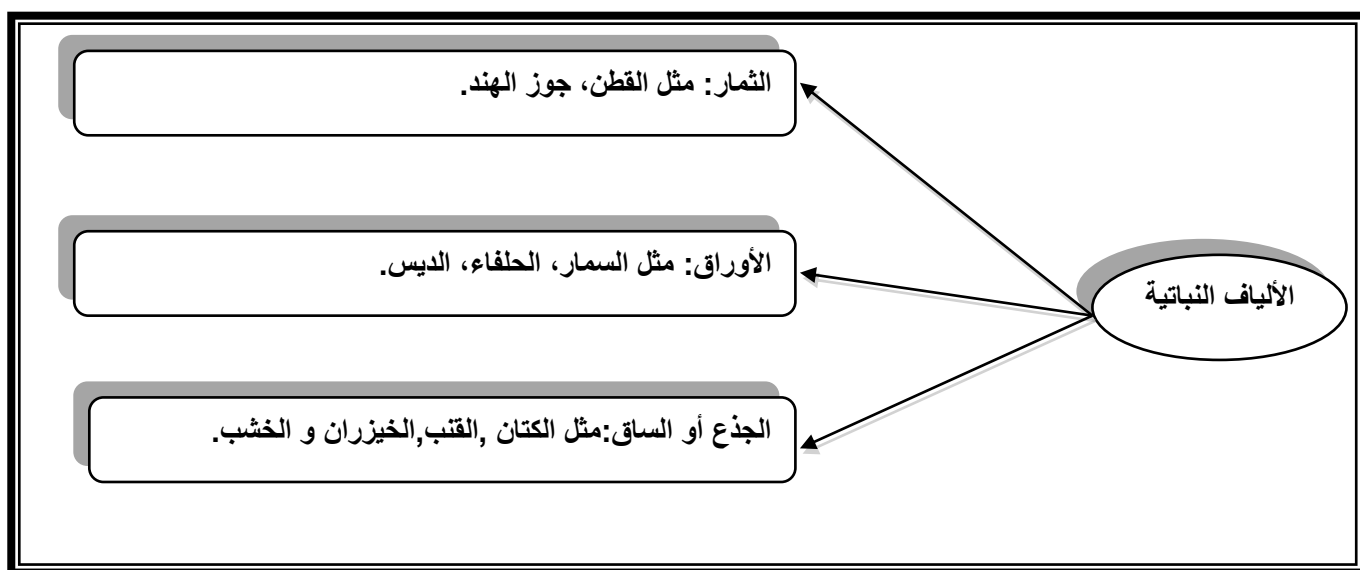 الثمار: مثل القطن، جوز الهند.
الأوراق: مثل السمار، الحلفاء، الديس.
الألياف النباتية
الجذع أو الساق:مثل الكتان ,القنب,الخيزران و الخشب.